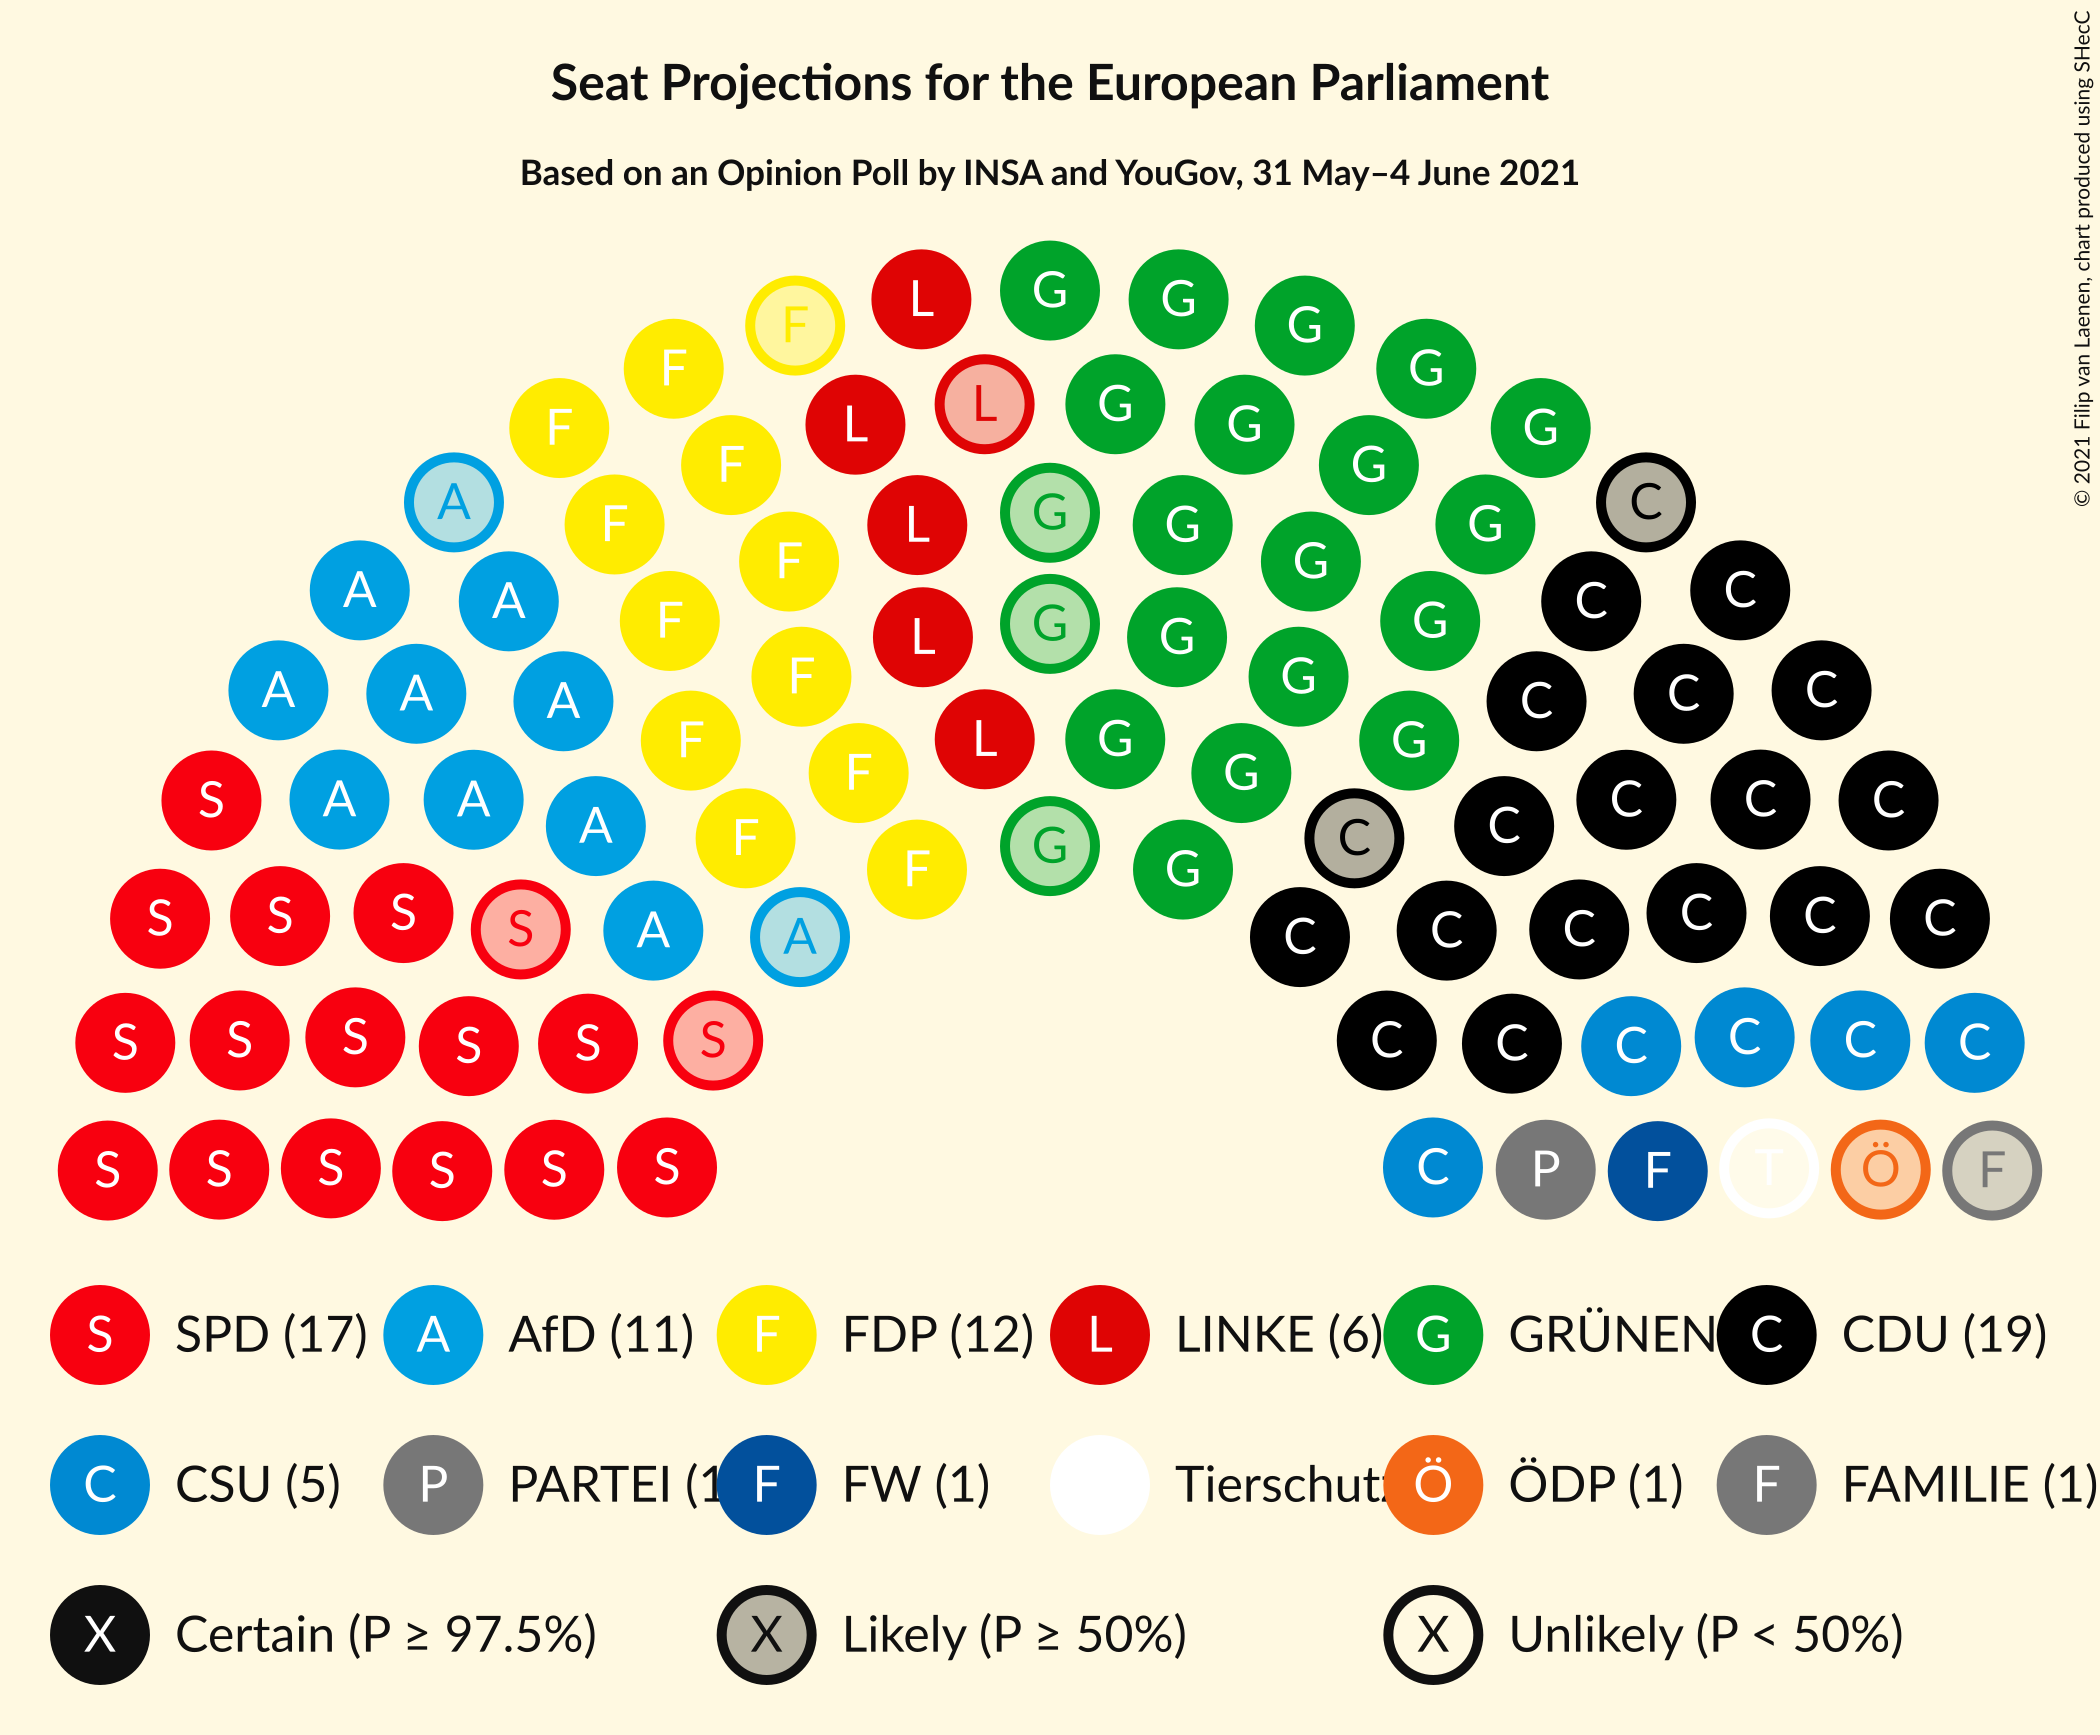 Seat Projections for the European Parliament
Based on an Opinion Poll by INSA and YouGov, 31 May–4 June 2021
© 2021 Filip van Laenen, chart produced using SHecC
L G G G
F G
F L L G G G
F F G G
A F F L G G G C
A A F F L G G G C C
A A A F F L G G G C C C
S A A A F F G G C C C C C
S S S S A A C C C C C C
S S S S S S C C C C C C
S S S S S S C P F T Ö F
S SPD (17) A AfD (11) F FDP (12) L LINKE (6) G GRÜNEN C CDU (19)
C CSU (5) P PARTEI (1 F FW (1) Tierschutz Ö ÖDP (1) F FAMILIE (1)
X Certain (P ≥ 97.5%) X Likely (P ≥ 50%) X Unlikely (P < 50%)